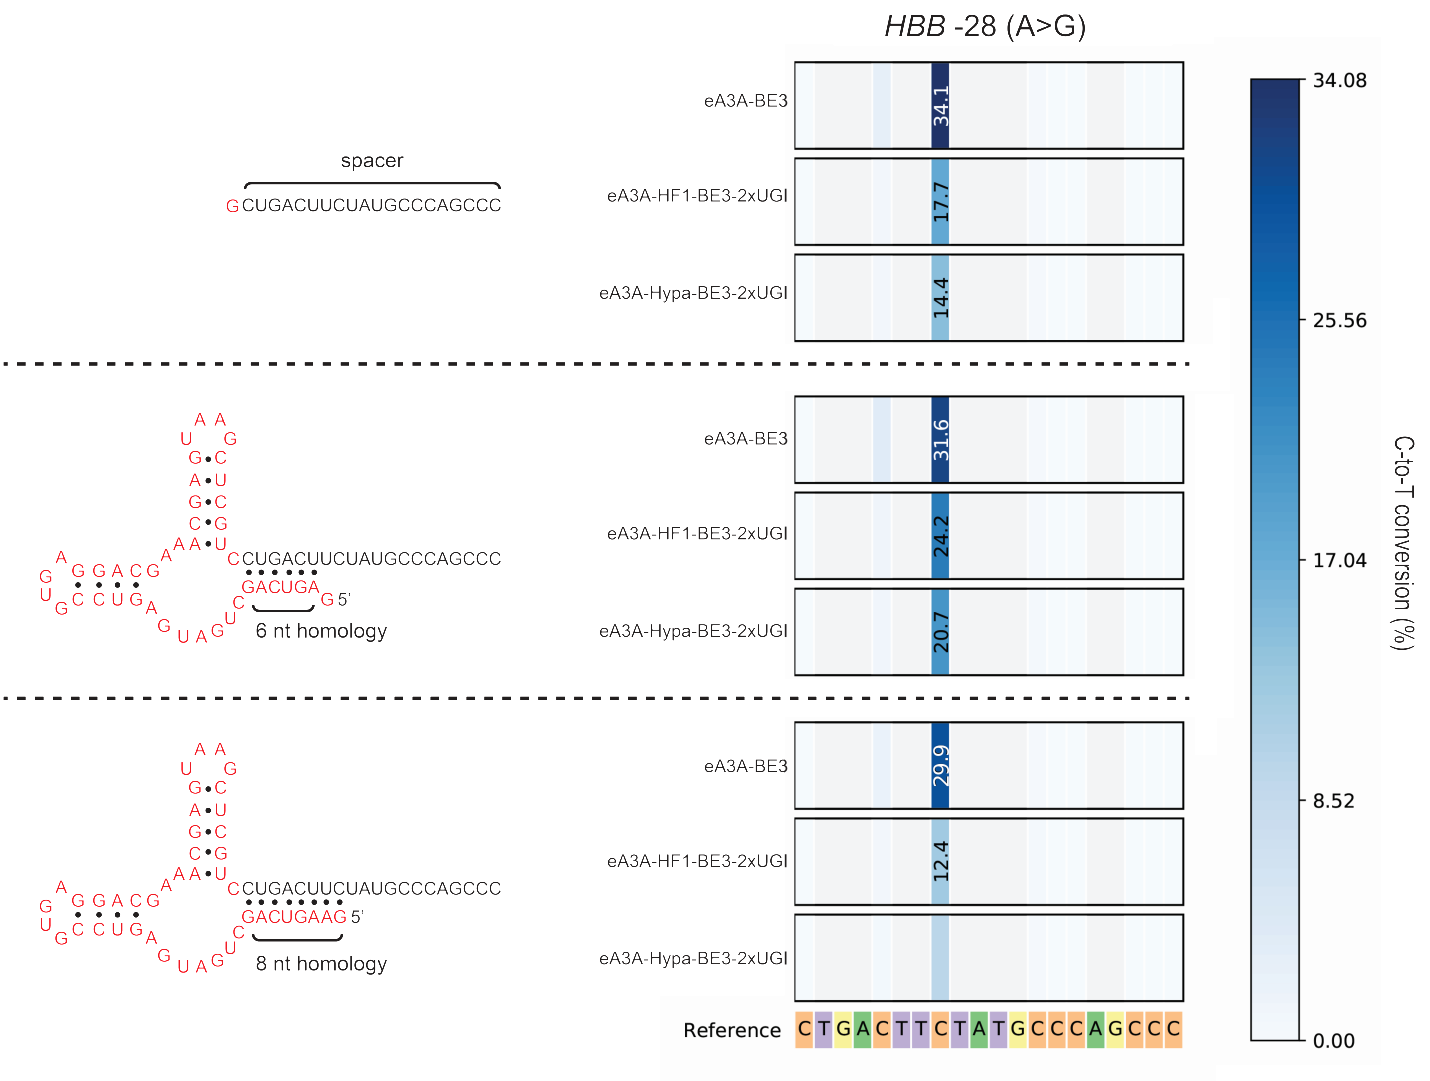 HBB -28 (A>G)
eA3A-BE3
34.1
eA3A-HF1-BE3-2xUGI
17.7
eA3A-Hypa-BE3-2xUGI
14.4
spacer
GCUGACUUCUAUGCCCAGCCC
A A
U G
G C
A U
G C
C G
A A A U
A G G A C G A
C CUGACUUCUAUGCCCAGCCC
G
U
G C C U G A
G U A G U C
GACUGA
G 5'
6 nt homology
eA3A-BE3
31.6
eA3A-HF1-BE3-2xUGI
24.2
eA3A-Hypa-BE3-2xUGI
20.7
A A
U G
G C
A U
G C
C G
A A A U
A G G A C G
C CUGACUUCUAUGCCCAGCCC
G
U
G C C U G A
G U A G U C
GACUGAAG 5'
8 nt homology
eA3A-BE3
29.9
eA3A-HF1-BE3-2xUGI
12.4
eA3A-Hypa-BE3-2xUGI
Reference C T G A C T T C T A T G C C C A G C C C
34.08
25.56
17.04
8.52
0.00
C-to-T conversion (%)